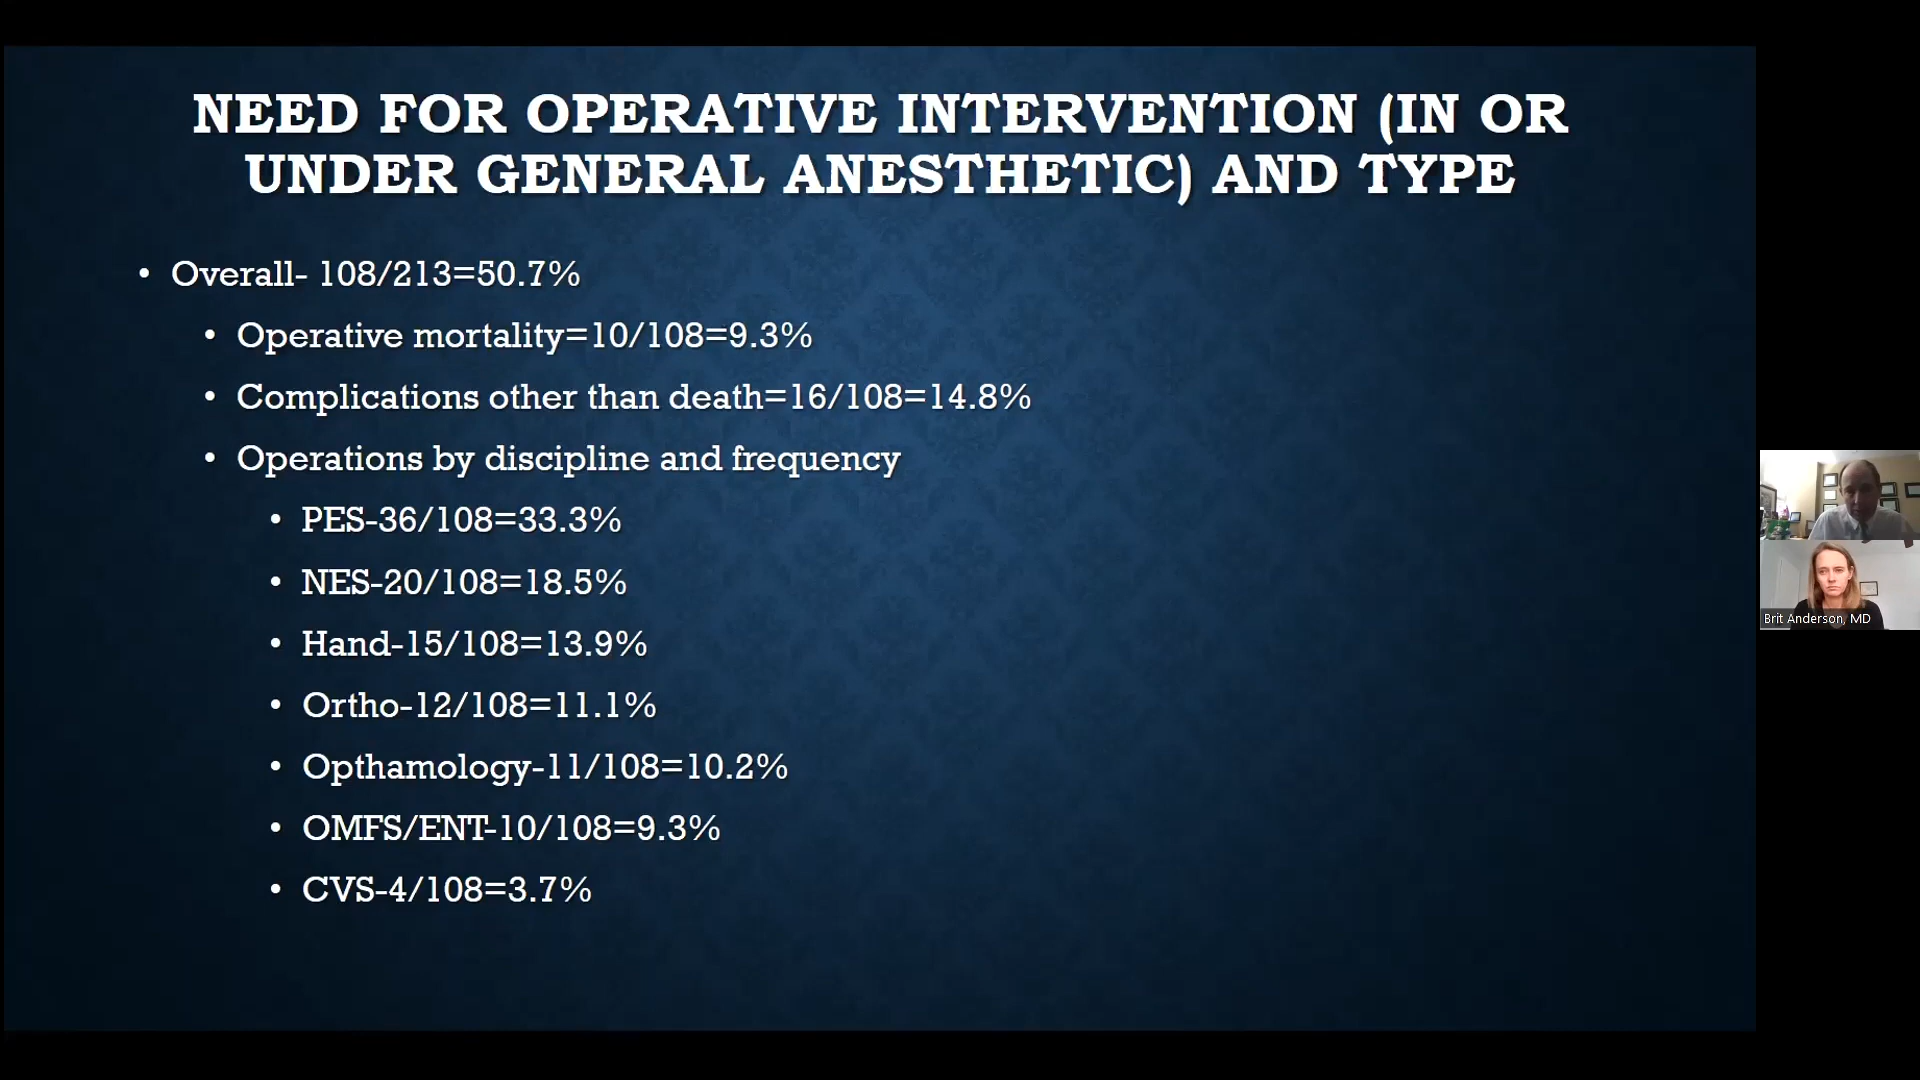 NEED FOR OPERATIVE INTERVENTION (IN OR
UNDER GENERAL ANESTHETIC) AND TYPE
• Overall- 108/213=50.7%
• Operative mortality=10/108=9.3%
• Complications other than death=16/108=14.8%
• Operations by discipline and frequency
• PES-36/108=33.3%
• NES-20/108=18.5%
• Hand-15/108=13.9%
• Ortho-12/108=11.1%
• Opthamology-11/108=10.2%
• OMFS/ENT-10/108=9.3%
• CVS-4/108=3.7%
Brit Anderson, MD